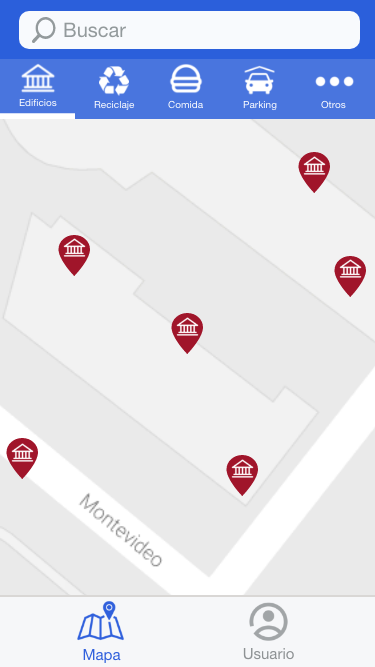 Buscar
Edificios
Reciclaje
Comida
Parking
Otros
Montevideo
Mapa
Usuario